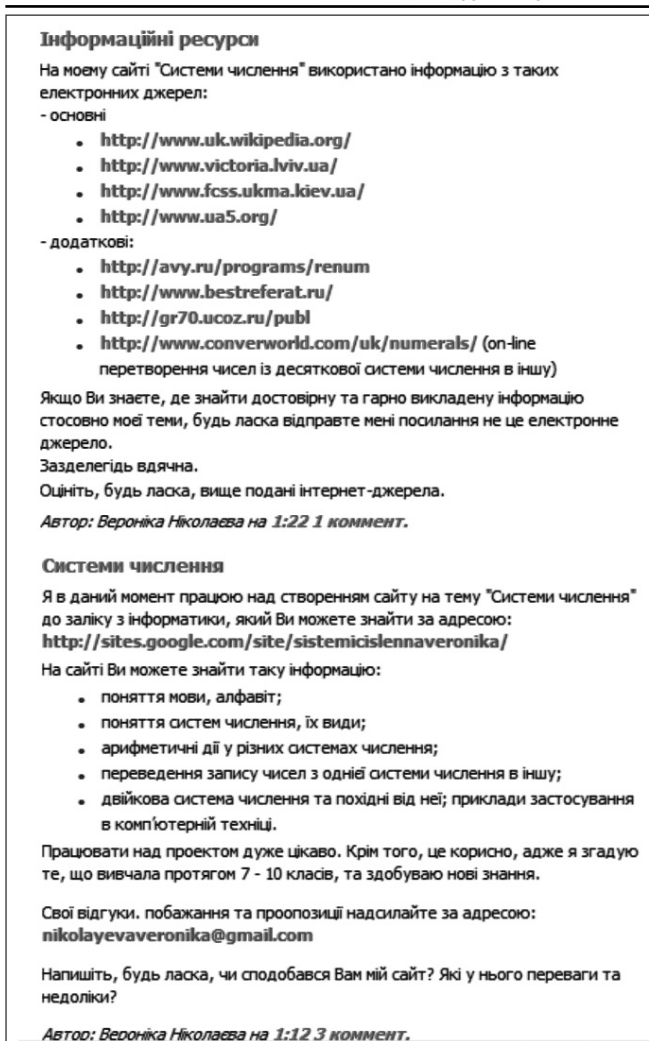 Інформаційні ресурси
На моєму сайті "Системи числення" використано інформацію з таких
електронних джерел:
- основні
• http://www.uk.wikipedia.org/
• http://www.victoria.lviv.ua/
• http://www.fcss.ukma.kiev.ua/
• http://www.ua5.org/
- додаткові:
• http://avy.ru/programs/renum
• http://www.bestreferat.ru/
• http://gr70.ucoz.ru/publ
• http://www.converworld.com/uk/numerals/ (on-line
перетворення чисел із десяткової системи числення в іншу)
Якщо Ви знаєте, де знайти достовірну та гарно викладену інформацію
стосовно моєї теми, будь ласка відправте мені посилання не це електронне
джерело.
Зазделегідь вдячна.
Оцініть, будь ласка, вище подані інтернет-джерела.
Автор: Вероніка Ніколаєва на 1:22 1 коммент.
Системи числення
Я в даний момент працюю над створенням сайту на тему "Системи числення"
до заліку з інформатики, який Ви можете знайти за адресою:
http://sites.google.com/site/sistemicislennaveronika/
На сайті Ви можете знайти таку інформацію:
• поняття мови, алфавіт;
• поняття систем числення, їх види;
• арифметичні дії у різних системах числення;
• переведення запису чисел з однієї системи числення в іншу;
• двійкова система числення та похідні від неї; приклади застосування
в комп'ютерній техніці.
Працювати над проектом дуже цікаво. Крім того, це корисно, адже я згадую
те, що вивчала протягом 7 - 10 класів, та здобуваю нові знання.
Свої відгуки. побажання та проопозиції надсилайте за адресою:
nikolayevaveronika@gmail.com
Напишіть, будь ласка, чи сподобався Вам мій сайт? Які у нього переваги та
недоліки?
Автор: Вероніка Ніколаєва на 1:12 3 коммент.